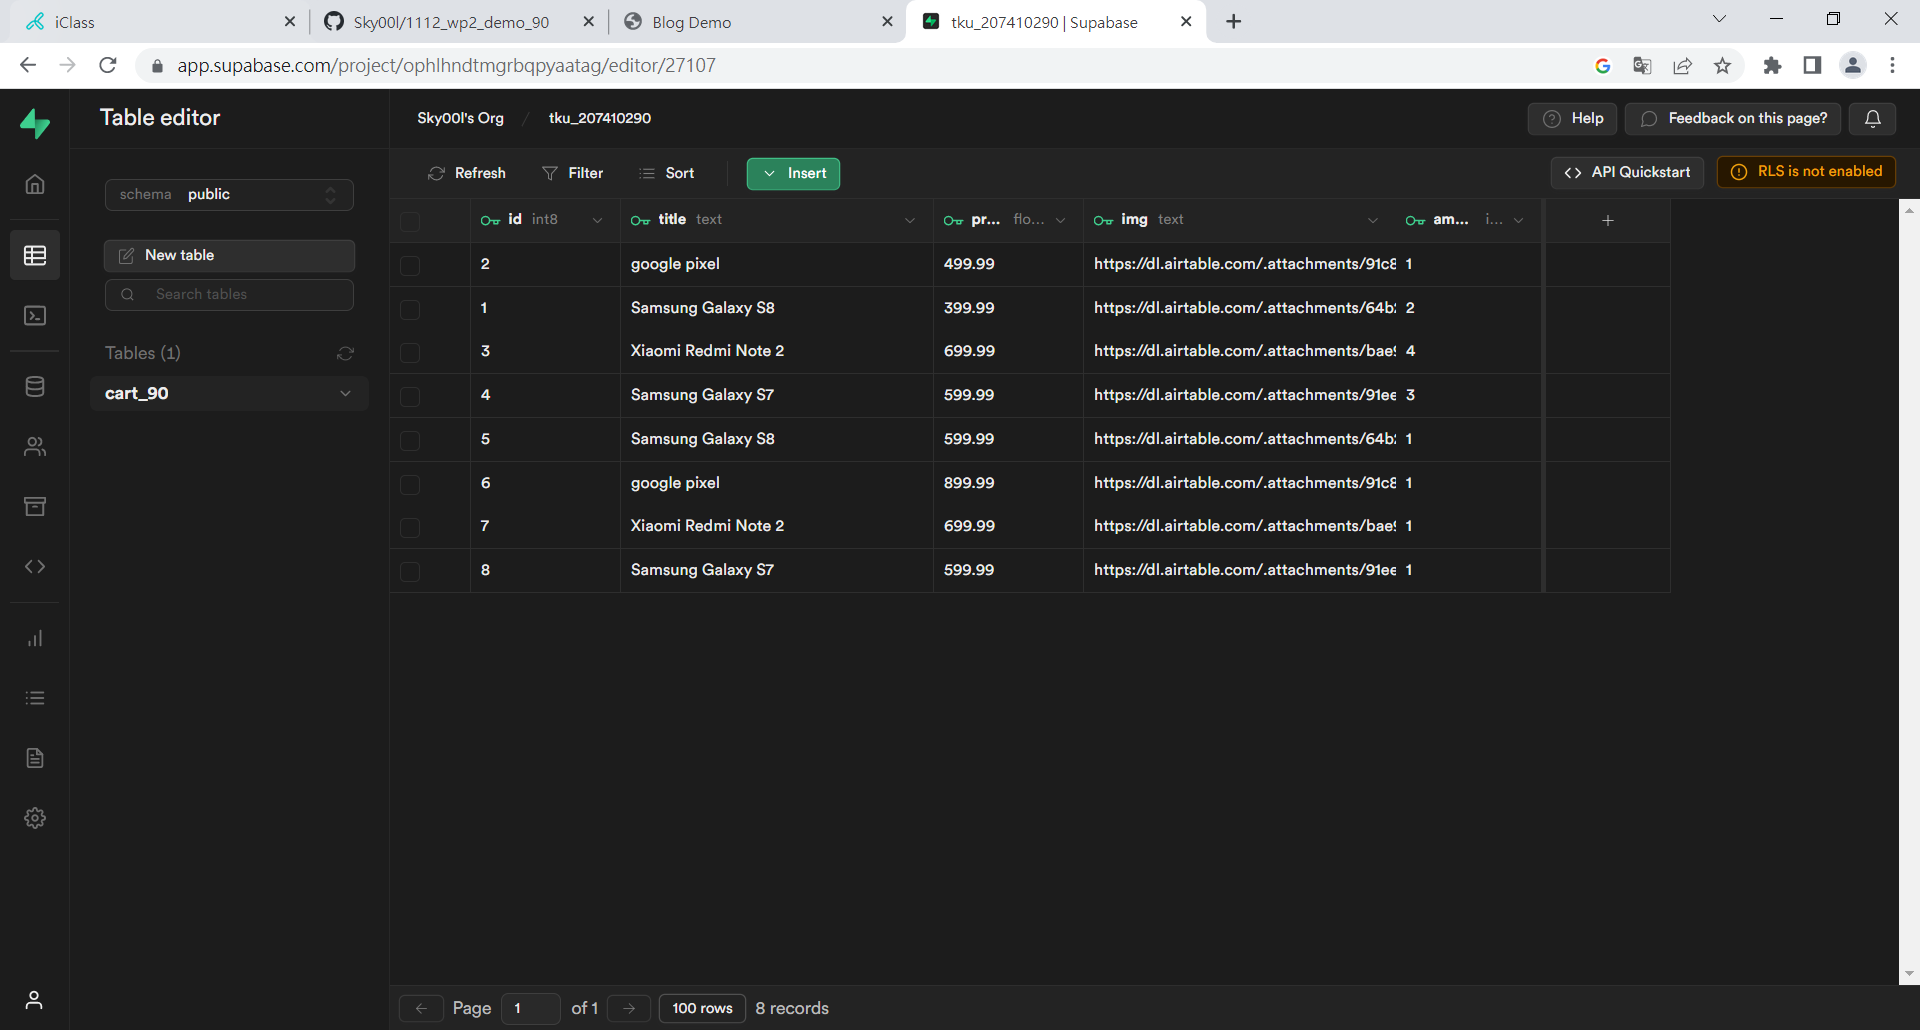 iClass
Sky00l/1112_wp2_demo_90
Blog Demo
tku_207410290 | Supabase
app.supabase.com/project/ophlhndtmgrbqpyaatag/editor/27107
Table editor
Sky00l's Org / tku_207410290
Help
Feedback on this page?
Refresh
Filter
Sort
Insert
<> API Quickstart
RLS is not enabled
schema public
New table
Search tables
Tables (1)
cart_90
id int8 title text pr... flo... img text am... i... +
2 google pixel 499.99 https://dl.airtable.com/.attachments/91c8 1
1 Samsung Galaxy S8 399.99 https://dl.airtable.com/.attachments/64b 2
3 Xiaomi Redmi Note 2 699.99 https://dl.airtable.com/.attachments/bae 4
4 Samsung Galaxy S7 599.99 https://dl.airtable.com/.attachments/91ee 3
5 Samsung Galaxy S8 599.99 https://dl.airtable.com/.attachments/64b 1
6 google pixel 899.99 https://dl.airtable.com/.attachments/91c8 1
7 Xiaomi Redmi Note 2 699.99 https://dl.airtable.com/.attachments/bae 1
8 Samsung Galaxy S7 599.99 https://dl.airtable.com/.attachments/91ee 1
Page 1 of 1 100 rows 8 records